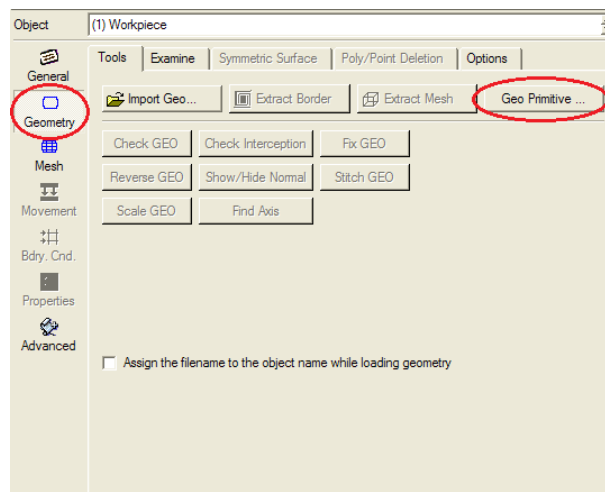 Object (1) Workpiece
General
Geometry
Mesh
Movement
Bdry. Cnd.
Properties
Advanced
Tools Examine Symmetric Surface Poly/Point Deletion Options
Import Geo... Extract Border Extract Mesh Geo Primitive ...
Check GEO Check Interception Fix GEO
Reverse GEO Show/Hide Normal Stitch GEO
Scale GEO Find Axis
Assign the filename to the object name while loading geometry